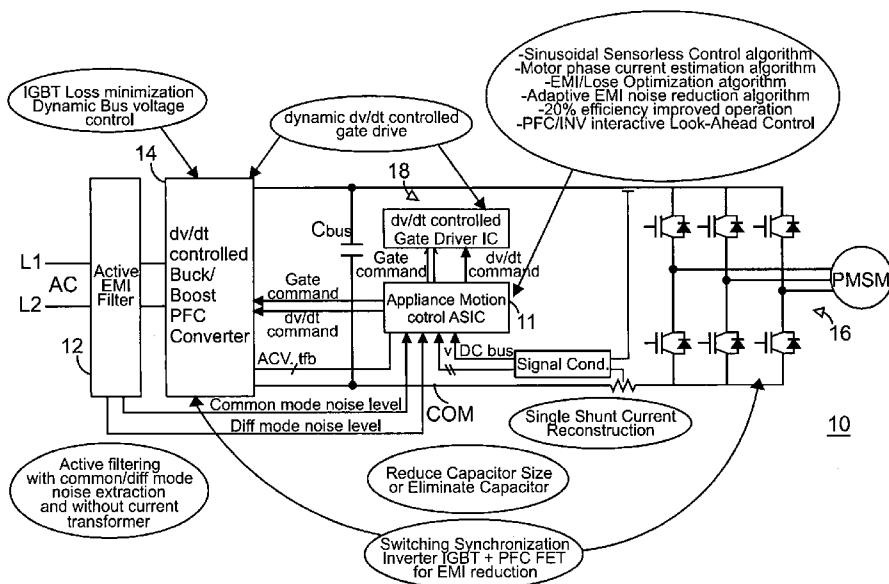 -Sinusoidal Sensorless Control algorithm
-Motor phase current estimation algorithm
-EMI/Lose Optimization atgorithm
-Adaptive EMI noise reduction algorithm
-20% efficiency improved operation
-PFC/INV interactive Look-Ahead Control
IGBT Loss minimization
Dynamic Bus voltage
control
dynamic dv/dt controlled
gate drive
14
18
Cbus
dv/dt controlled
Gate Driver IC
L1
AC
L2
Active
EMI
Filter
dv/dt
controlled
Buck/
Boost
PFC
Converter
Gate
command
dv/dt
command
Gate
command
dv/dt command
Appliance Motion
cotrol ASIC
11
PMSM
16
12
ACV. tfb
v
DC bus
Signal Cond.
Common mode noise level
COM
Diff mode noise level
Single Shunt Current
Reconstruction
10
Active filtering
with common/diff mode
noise extraction
and without current
transformer
Reduce Capacitor Size
or Eliminate Capacitor
Switching Synchronization
Inverter IGBT + PFC FET
for EMI reduction